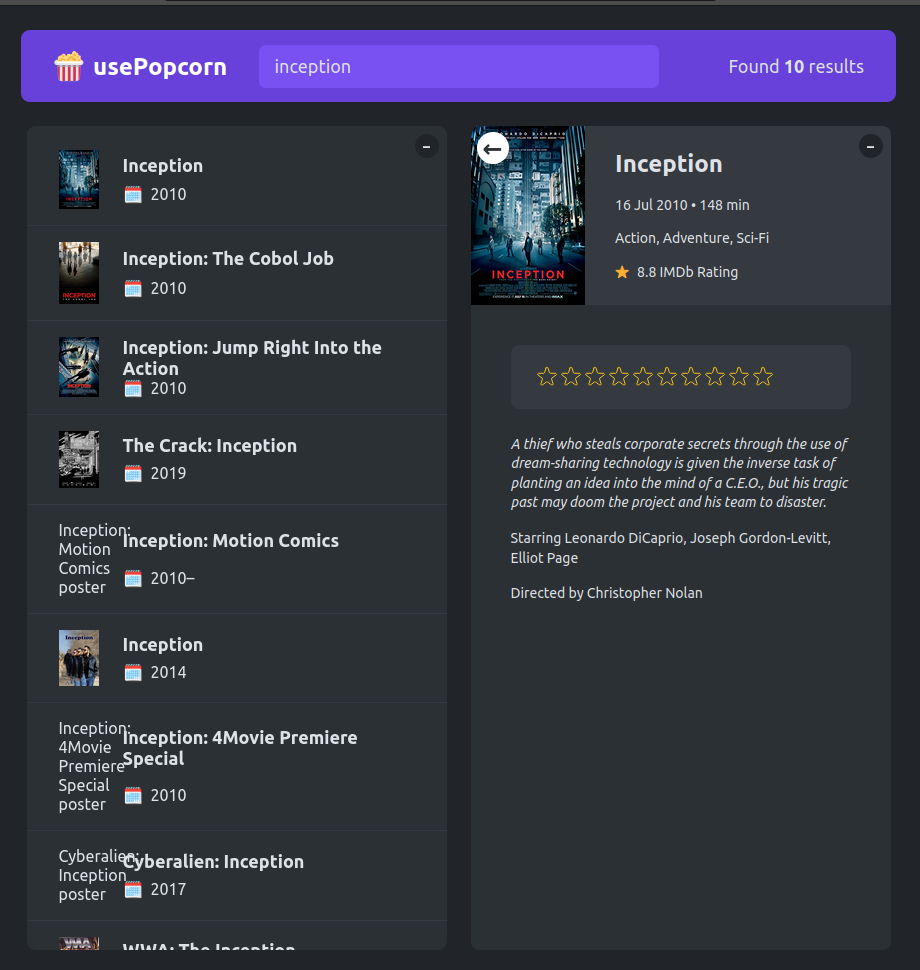 usePopcorn
inception
Found 10 results
–
Inception
2010
Inception: The Cobol Job
2010
Inception: Jump Right Into the
Action
2010
The Crack: Inception
2019
Inception:
Motion
Comics
poster
Inception: Motion Comics
2010–
Inception
2014
Inception:
4Movie
Premiere
Special
poster
Inception: 4Movie Premiere
Special
2010
Cyberalien:
Inception
poster
Cyberalien: Inception
2017
WWA: The Inception
←
–
INCEPTION
Inception
16 Jul 2010 • 148 min
Action, Adventure, Sci-Fi
8.8 IMDb Rating
A thief who steals corporate secrets through the use of
dream-sharing technology is given the inverse task of
planting an idea into the mind of a C.E.O., but his tragic
past may doom the project and his team to disaster.
Starring Leonardo DiCaprio, Joseph Gordon-Levitt,
Elliot Page
Directed by Christopher Nolan